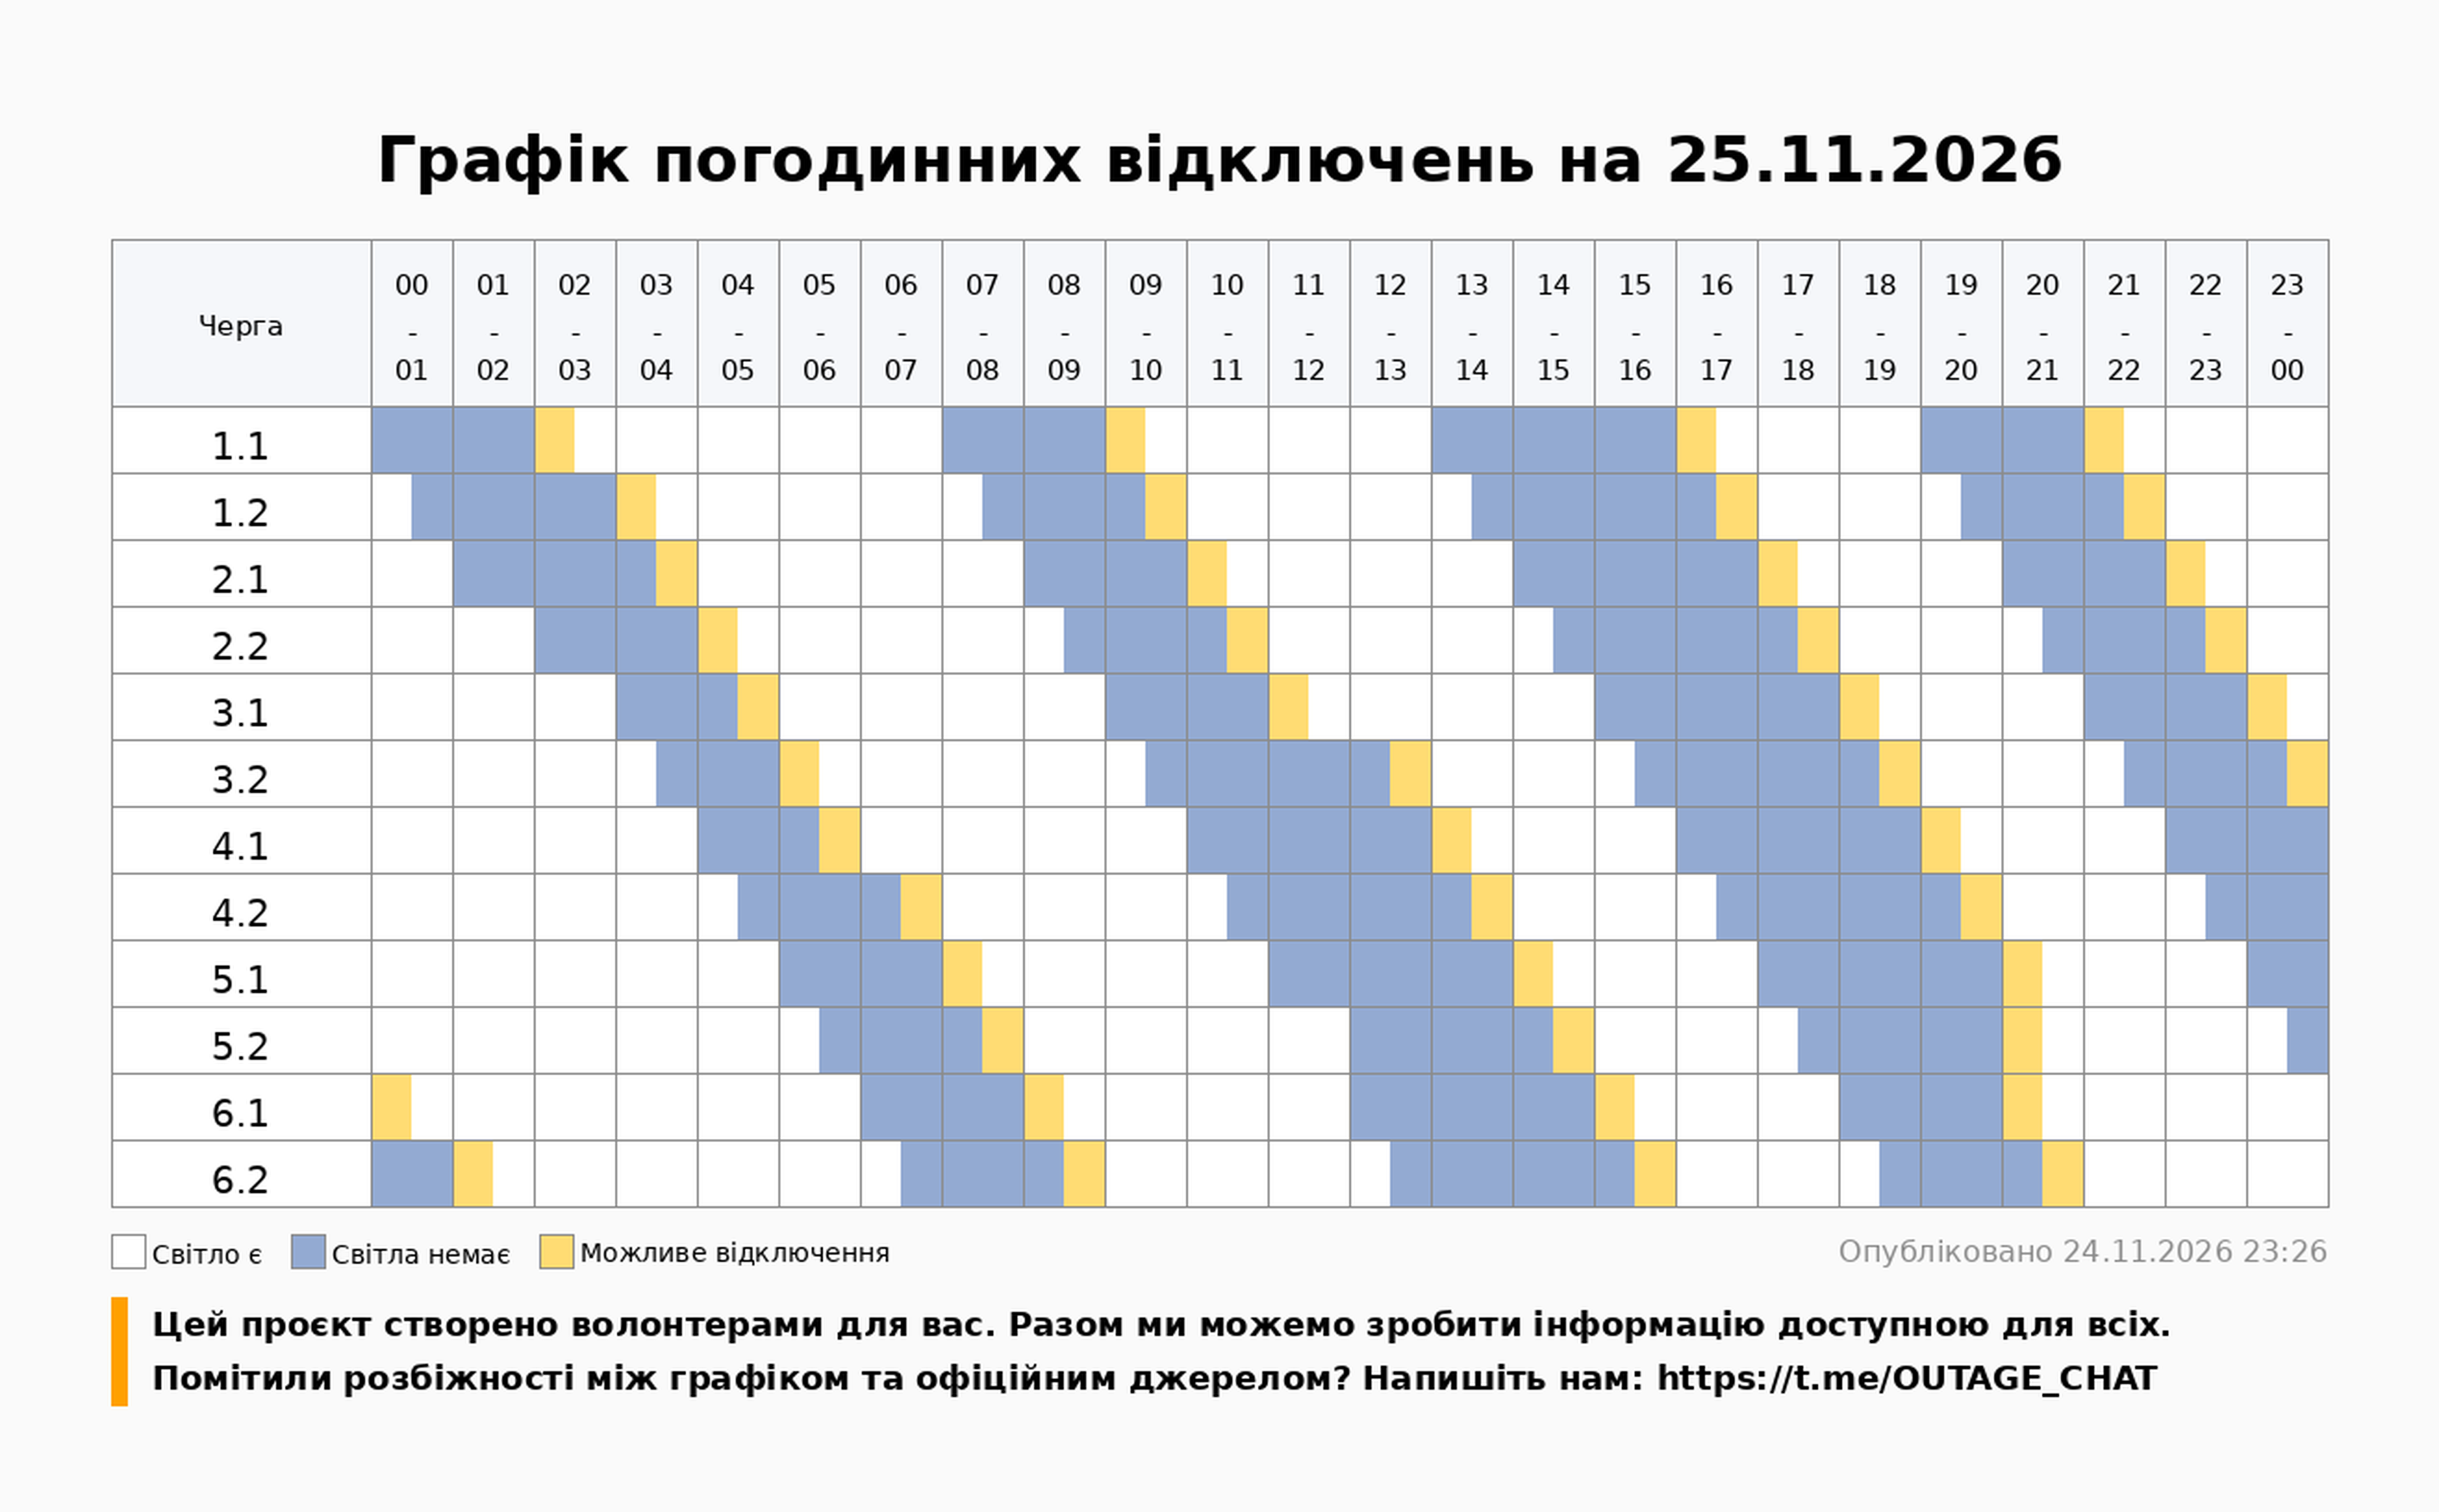 Графік погодинних відключень на 25.11.2026
Черга 00 - 01 01 - 02 02 - 03 03 - 04 04 - 05 05 - 06 06 - 07 07 - 08 08 - 09 09 - 10 10 - 11 11 - 12 12 - 13 13 - 14 14 - 15 15 - 16 16 - 17 17 - 18 18 - 19 19 - 20 20 - 21 21 - 22 22 - 23 23 - 00
1.1
1.2
2.1
2.2
3.1
3.2
4.1
4.2
5.1
5.2
6.1
6.2
Світло є Світла немає Можливе відключення Опубліковано 24.11.2026 23:26
Цей проєкт створено волонтерами для вас. Разом ми можемо зробити інформацію доступною для всіх.
Помітили розбіжності між графіком та офіційним джерелом? Напишіть нам: https://t.me/OUTAGE_CHAT